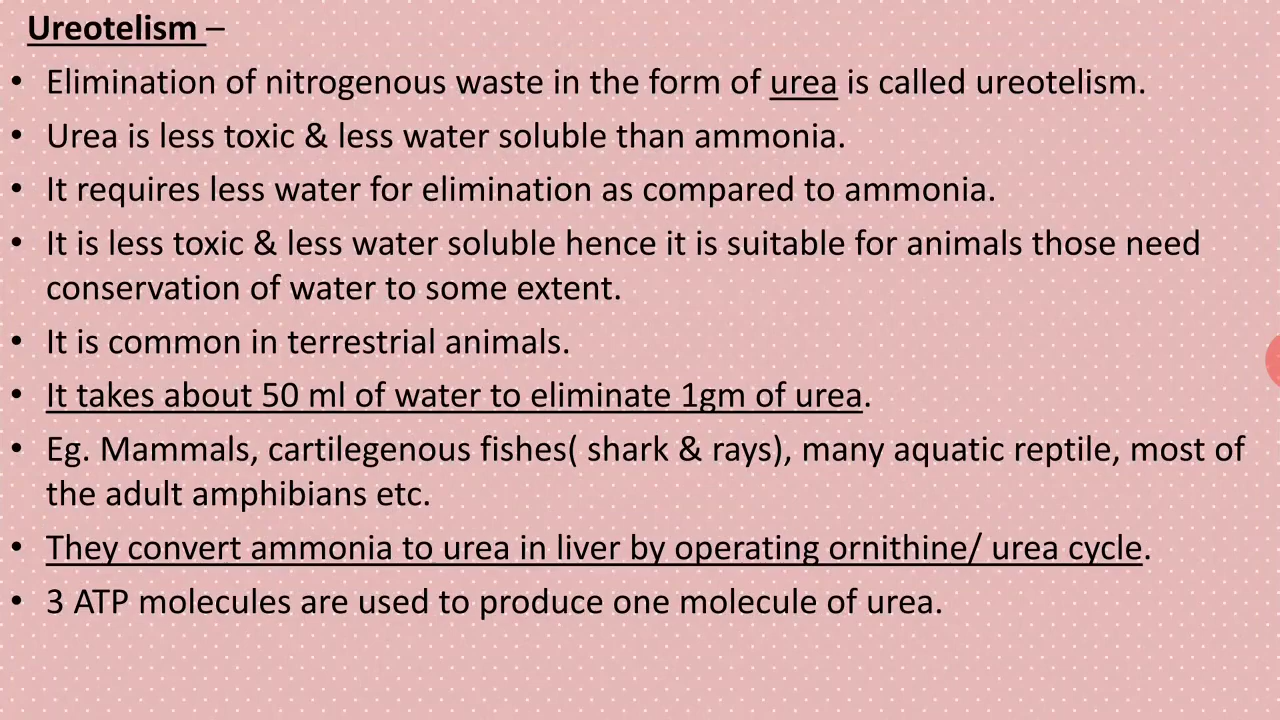 Ureotelism –
• Elimination of nitrogenous waste in the form of urea is called ureotelism.
• Urea is less toxic & less water soluble than ammonia.
• It requires less water for elimination as compared to ammonia.
• It is less toxic & less water soluble hence it is suitable for animals those need
conservation of water to some extent.
• It is common in terrestrial animals.
• It takes about 50 ml of water to eliminate 1gm of urea.
• Eg. Mammals, cartilegenous fishes( shark & rays), many aquatic reptile, most of
the adult amphibians etc.
• They convert ammonia to urea in liver by operating ornithine/ urea cycle.
• 3 ATP molecules are used to produce one molecule of urea.